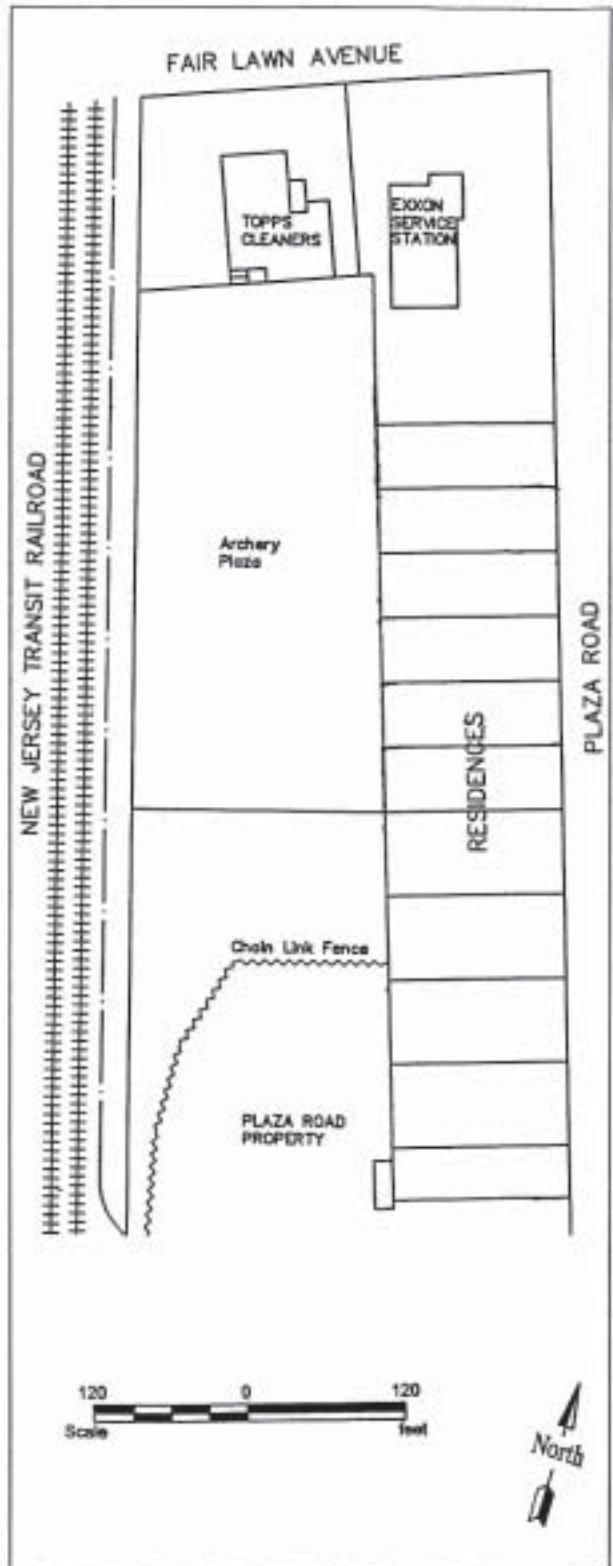 FAIR LAWN AVENUE
TOPPS
CLEANERS
EXXON
SERVICE
STATION
NEW JERSEY TRANSIT RAILROAD
Archery
Plaza
PLAZA ROAD
RESIDENCES
Chain Link Fence
PLAZA ROAD
PROPERTY
120 0 120
Scale feet
North